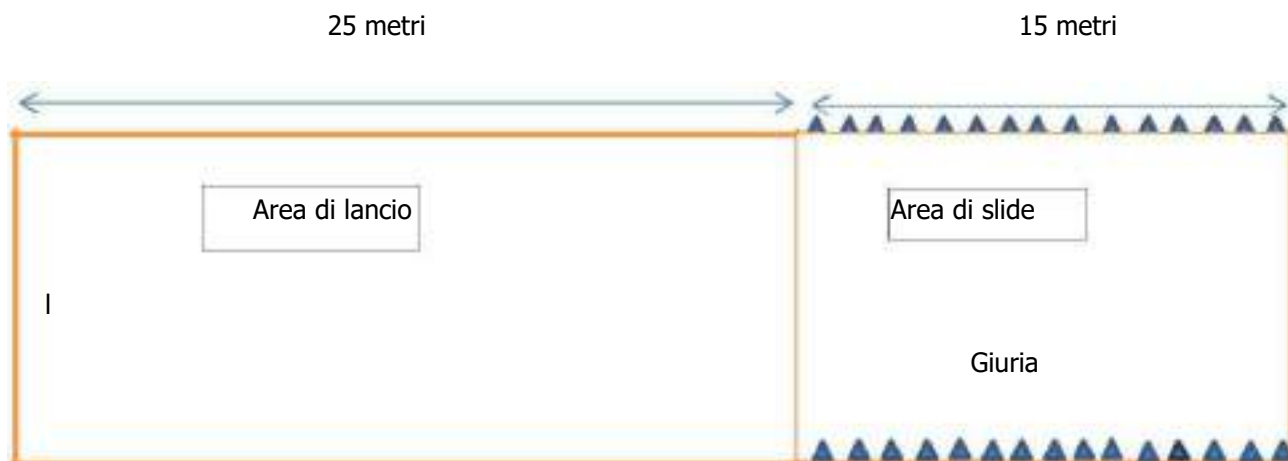 25 metri
15 metri
Area di lancio
Area di slide
I
Giuria